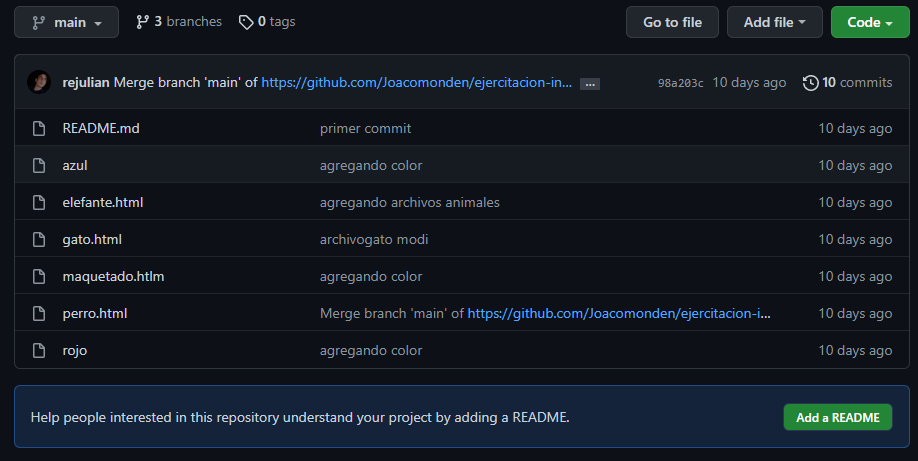 main 3 branches 0 tags Go to file Add file Code
rejulian Merge branch 'main' of https://github.com/Joacomonden/ejercitacion-in... ... 98a203c 10 days ago 10 commits
README.md primer commit 10 days ago
azul agregando color 10 days ago
elefante.html agregando archivos animales 10 days ago
gato.html archivogato modi 10 days ago
maquetado.htlm agregando color 10 days ago
perro.html Merge branch 'main' of https://github.com/Joacomonden/ejercitacion-i... 10 days ago
rojo agregando color 10 days ago
Help people interested in this repository understand your project by adding a README. Add a README